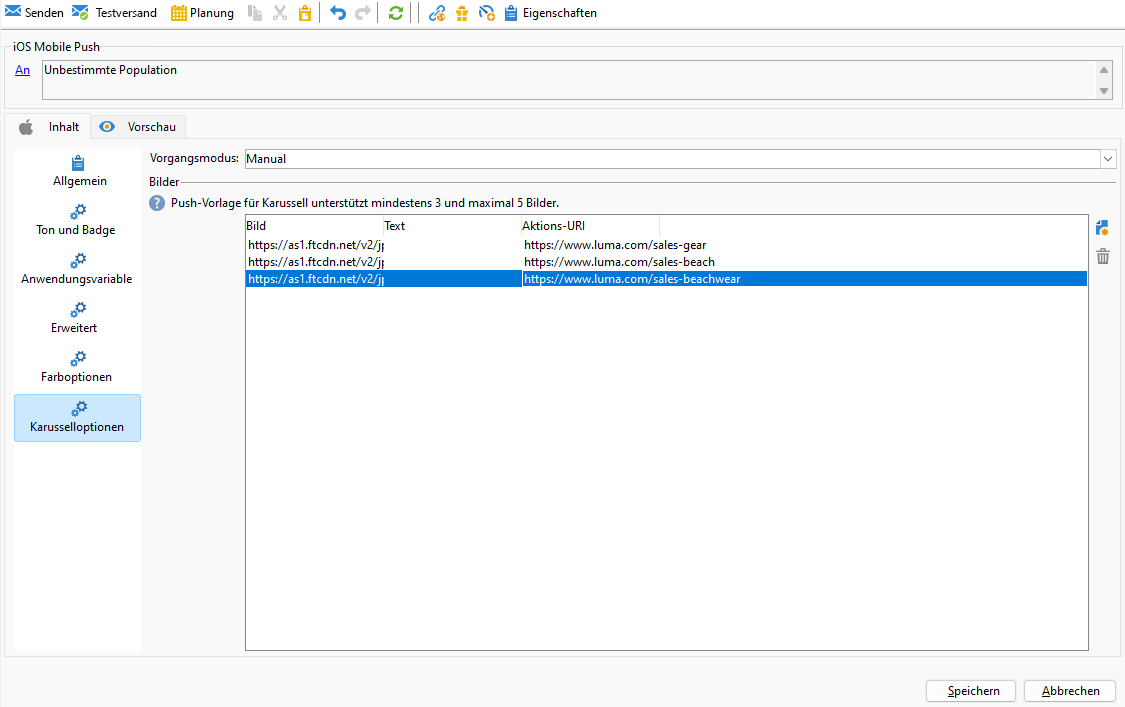 Senden Testversand Planung Eigenschaften
iOS Mobile Push
An Unbestimmte Population
Inhalt Vorschau
Allgemein
Ton und Badge
Anwendungsvariable
Erweitert
Farboptionen
Karusselloptionen
Vorgangsmodus: Manual
Bilder
Push-Vorlage für Karussell unterstützt mindestens 3 und maximal 5 Bilder.
Bild Text Aktions-URI
https://as1.ftcdn.net/v2/jp https://www.luma.com/sales-gear
https://as1.ftcdn.net/v2/jp https://www.luma.com/sales-beach
https://as1.ftcdn.net/v2/jp https://www.luma.com/sales-beachwear
Speichern Abbrechen